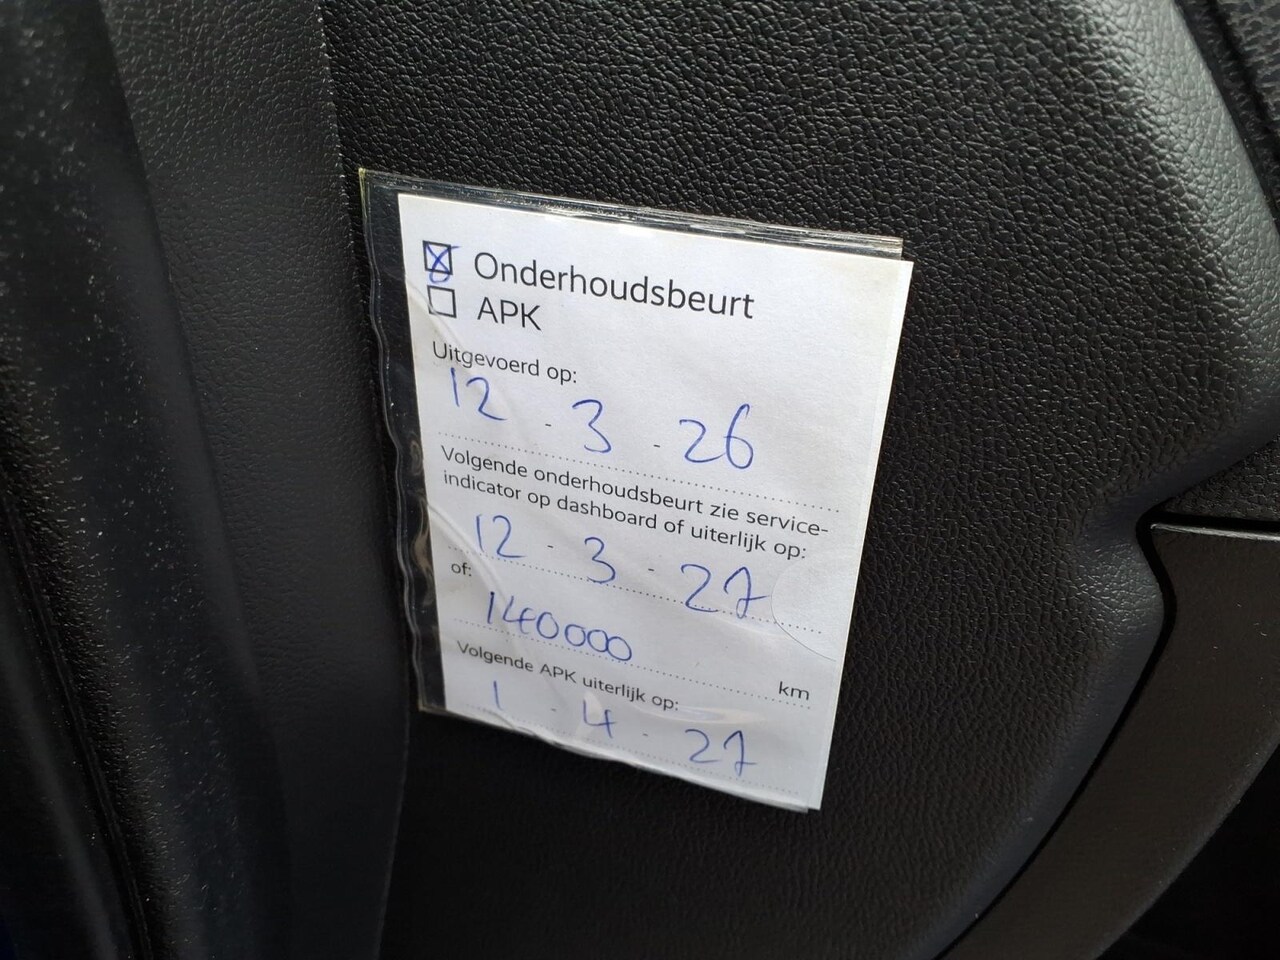 Onderhoudsbeurt
APK
Uitgevoerd op:
12 - 3 - 26
Volgende onderhoudsbeurt zie service-
indicator op dashboard of uiterlijk op:
12 - 3 - 27
of:
140000 km
Volgende APK uiterlijk op:
1 - 4 - 27